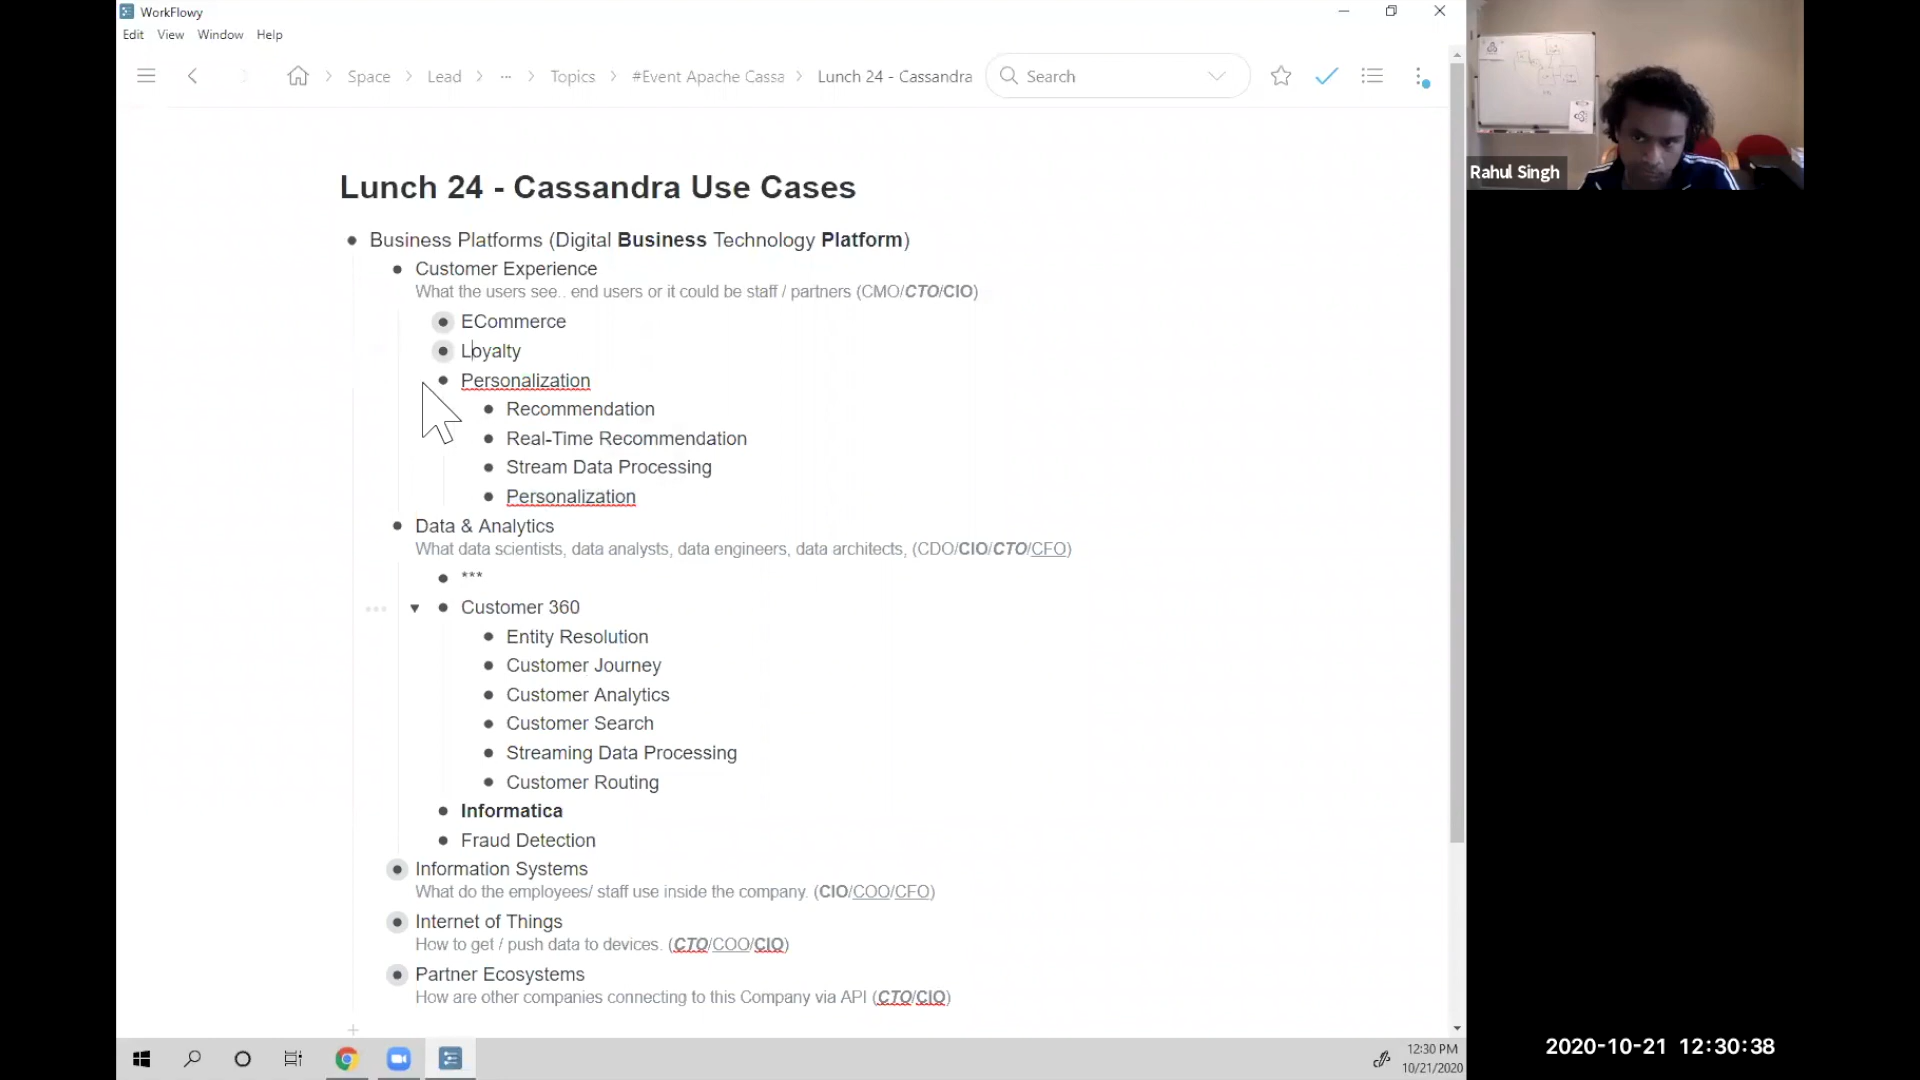 WorkFlowy
Edit View Window Help
Space Lead ... Topics #Event Apache Cassa Lunch 24 - Cassandra Search
Lunch 24 - Cassandra Use Cases
Business Platforms (Digital Business Technology Platform)
Customer Experience
What the users see.. end users or it could be staff / partners (CMO/CTO/CIO)
ECommerce
Loyalty
Personalization
Recommendation
Real-Time Recommendation
Stream Data Processing
Personalization
Data & Analytics
What data scientists, data analysts, data engineers, data architects, (CDO/CIO/CTO/CFO)
***
Customer 360
Entity Resolution
Customer Journey
Customer Analytics
Customer Search
Streaming Data Processing
Customer Routing
Informatica
Fraud Detection
Information Systems
What do the employees/ staff use inside the company. (CIO/COO/CFO)
Internet of Things
How to get / push data to devices. (CTO/COO/CIO)
Partner Ecosystems
How are other companies connecting to this Company via API (CTO/CIO)
Rahul Singh
12:30 PM
10/21/2020
2020-10-21 12:30:38